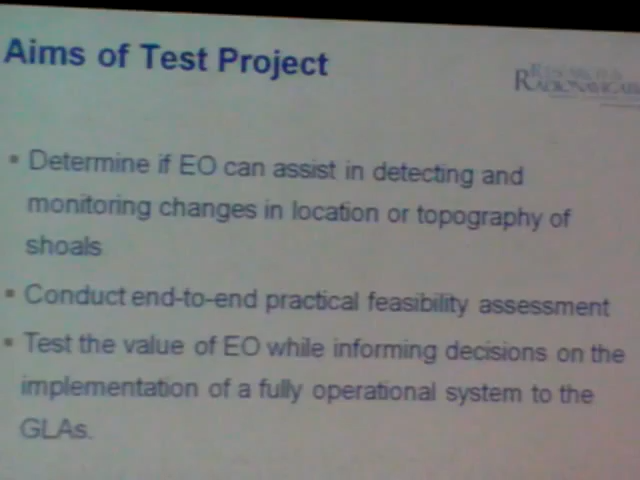 Aims of Test Project
RESEARCH &
RADIONAVIGATION
▪ Determine if EO can assist in detecting and
monitoring changes in location or topography of
shoals
▪ Conduct end-to-end practical feasibility assessment
▪ Test the value of EO while informing decisions on the
implementation of a fully operational system to the
GLAs.